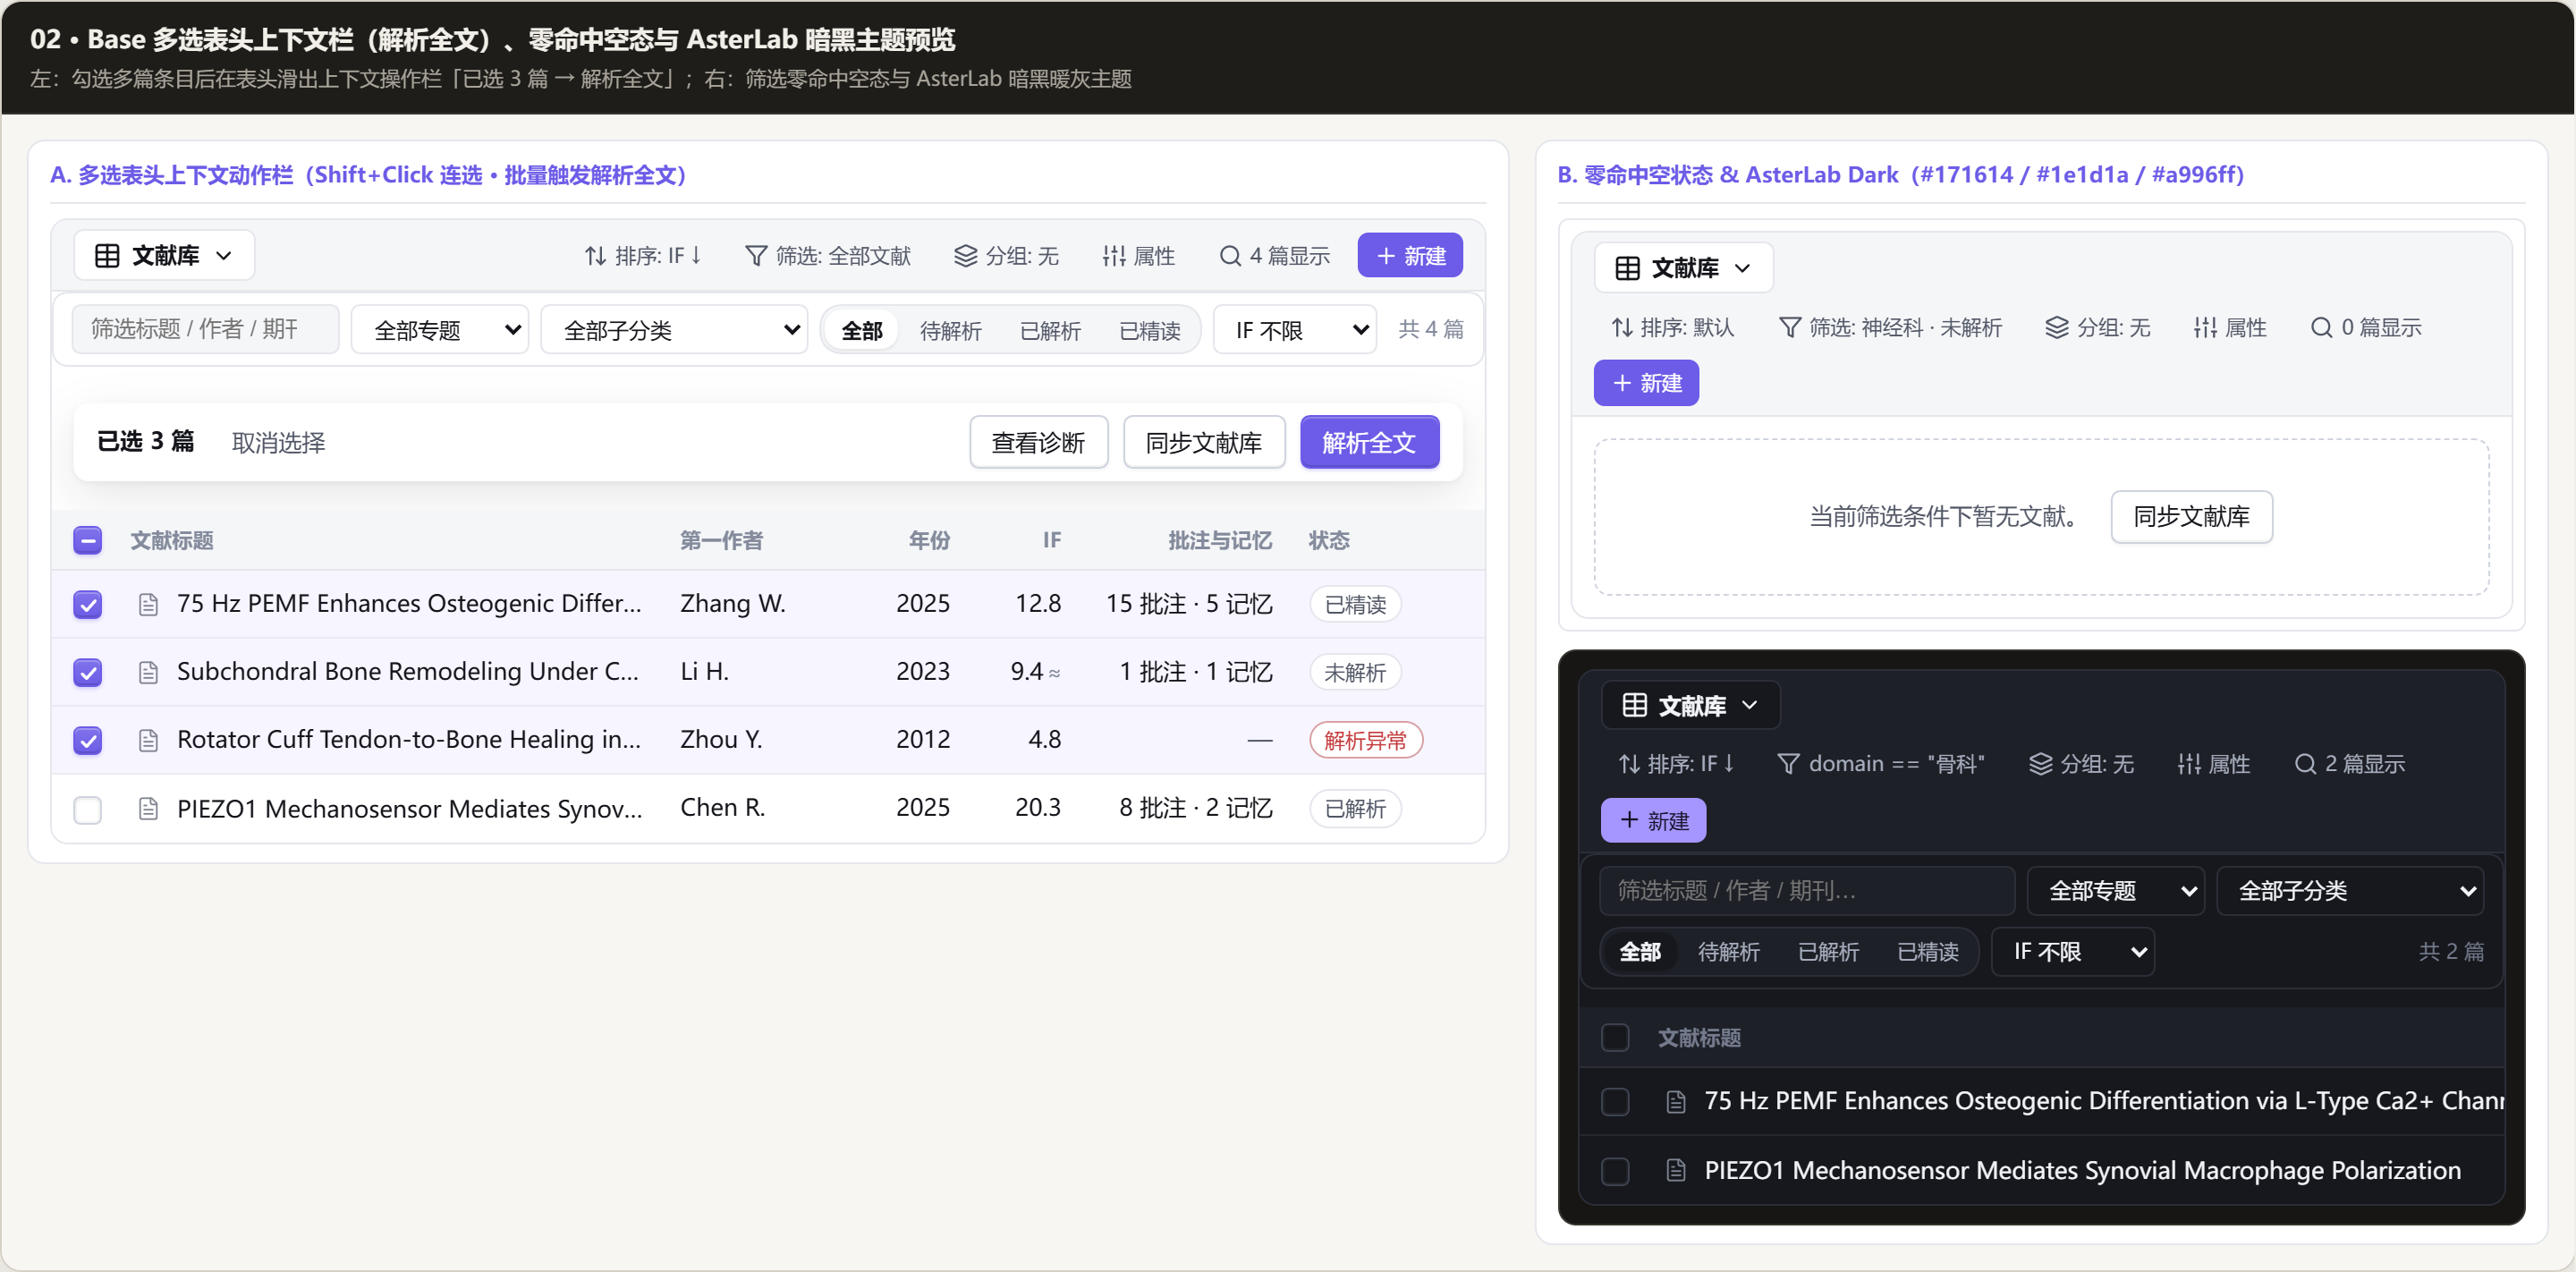 02 • Base 多选表头上下文栏（解析全文）、零命中空态与 AsterLab 暗黑主题预览
左：勾选多篇条目后在表头滑出上下文操作栏「已选 3 篇 → 解析全文」；右：筛选零命中空态与 AsterLab 暗黑暖灰主题
A. 多选表头上下文动作栏（Shift+Click 连选 • 批量触发解析全文）
文献库 排序: IF ↓ 筛选: 全部文献 分组: 无 属性 4 篇显示 + 新建
筛选标题 / 作者 / 期刊 全部专题 全部子分类 全部 待解析 已解析 已精读 IF 不限 共 4 篇
已选 3 篇 取消选择 查看诊断 同步文献库 解析全文
文献标题 第一作者 年份 IF 批注与记忆 状态
75 Hz PEMF Enhances Osteogenic Differ... Zhang W. 2025 12.8 15 批注 · 5 记忆 已精读
Subchondral Bone Remodeling Under C... Li H. 2023 9.4 ≈ 1 批注 · 1 记忆 未解析
Rotator Cuff Tendon-to-Bone Healing in... Zhou Y. 2012 4.8 — 解析异常
PIEZO1 Mechanosensor Mediates Synov... Chen R. 2025 20.3 8 批注 · 2 记忆 已解析
B. 零命中空状态 & AsterLab Dark（#171614 / #1e1d1a / #a996ff）
文献库
排序: 默认 筛选: 神经科 · 未解析 分组: 无 属性 0 篇显示
+ 新建
当前筛选条件下暂无文献。 同步文献库
文献库
排序: IF ↓ domain == "骨科" 分组: 无 属性 2 篇显示
+ 新建
筛选标题 / 作者 / 期刊… 全部专题 全部子分类
全部 待解析 已解析 已精读 IF 不限 共 2 篇
文献标题
75 Hz PEMF Enhances Osteogenic Differentiation via L-Type Ca2+ Chann
PIEZO1 Mechanosensor Mediates Synovial Macrophage Polarization